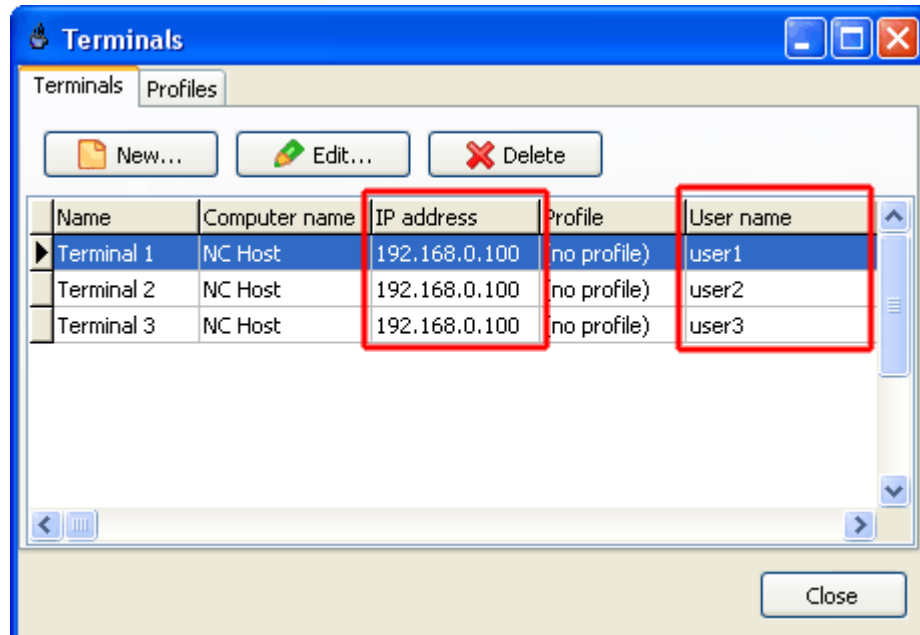 Terminals
Terminals Profiles
New... Edit... Delete
Name Computer name IP address Profile User name
Terminal 1 NC Host 192.168.0.100 (no profile) user1
Terminal 2 NC Host 192.168.0.100 (no profile) user2
Terminal 3 NC Host 192.168.0.100 (no profile) user3
Close